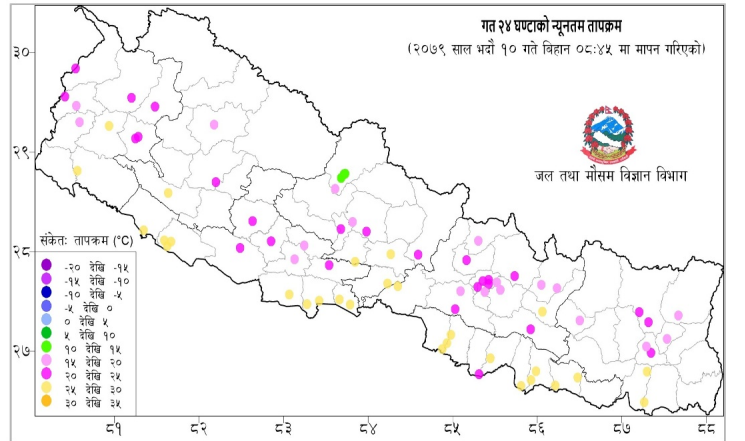 गत २४ घण्टाको न्यूनतम तापक्रम
(२०७९ साल भदौ १० गते बिहान ०८:४५ मा मापन गरिएको)
जल तथा मौसम विज्ञान विभाग
३०
२९
२८
२७
संकेतः तापक्रम (°C)
-२० देखि -१५
-१५ देखि -१०
-१० देखि -५
-५ देखि ०
० देखि ५
५ देखि १०
१० देखि १५
१५ देखि २०
२० देखि २५
२५ देखि ३०
३० देखि ३५
८१ ८२ ८३ ८४ ८५ ८६ ८७ ८८